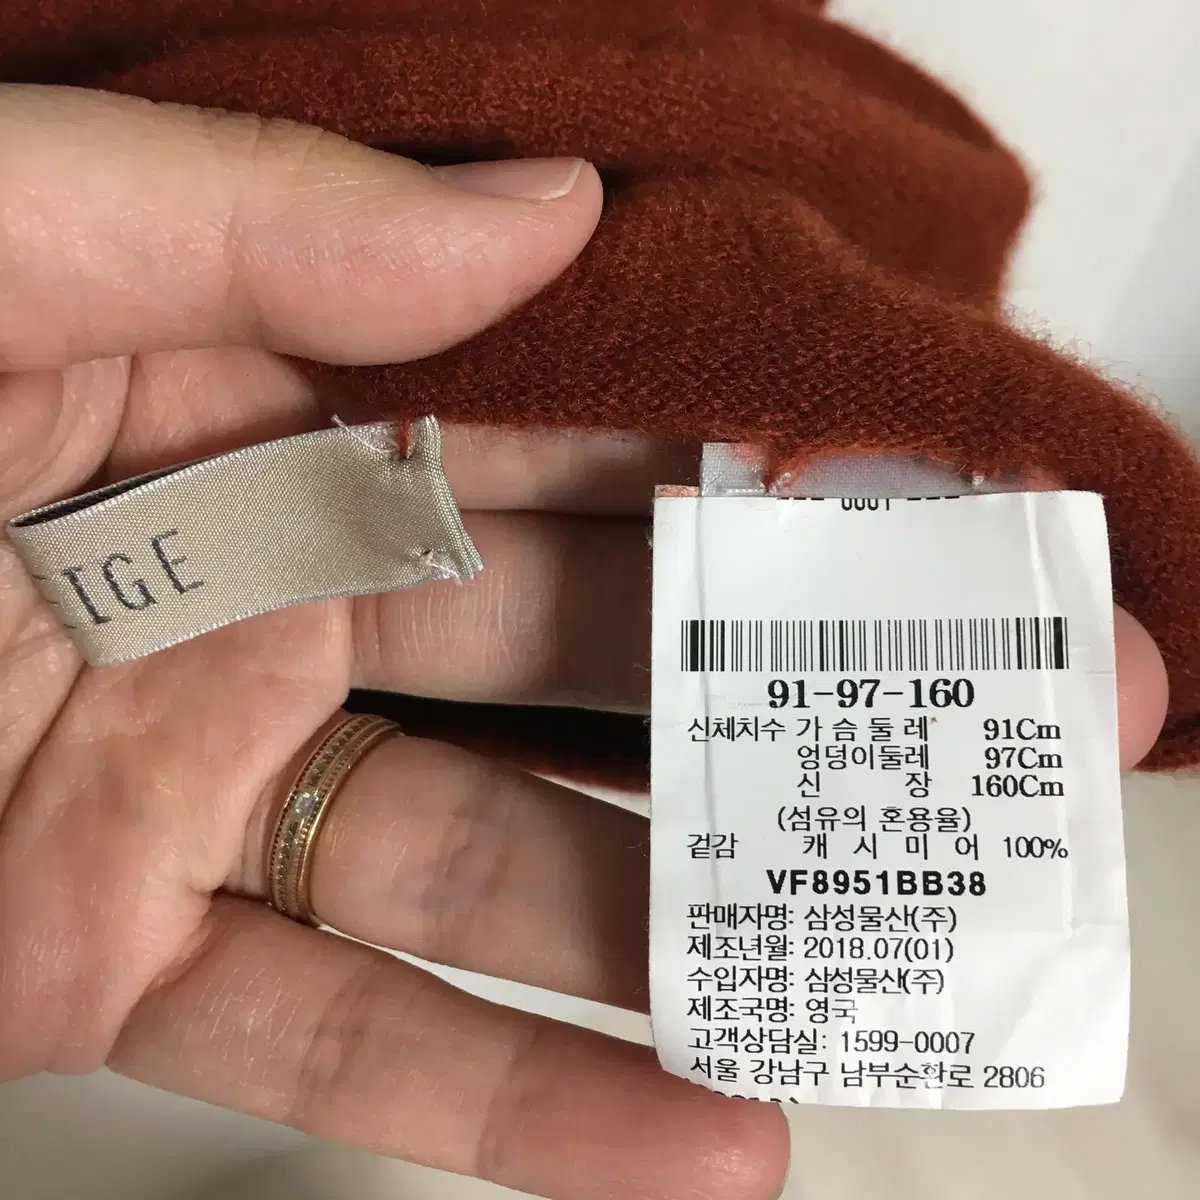 IGE
0001
91-97-160
신체치수 가 슴 둘 레 91Cm
엉덩이둘레 97Cm
신 장 160Cm
(섬유의 혼용율)
겉감 캐 시 미 어 100%
VF8951BB38
판매자명: 삼성물산(주)
제조년월: 2018.07(01)
수입자명: 삼성물산(주)
제조국명: 영국
고객상담실: 1599-0007
서울 강남구 남부순환로 2806